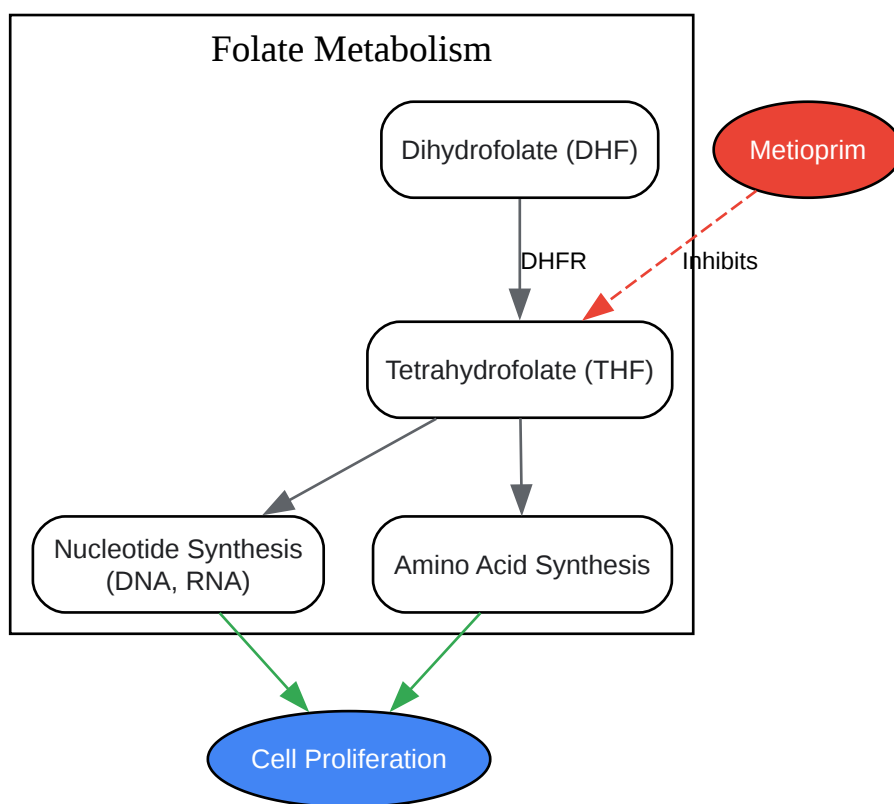 Folate Metabolism
Dihydrofolate (DHF)
Metioprim
DHFR
Inhibits
Tetrahydrofolate (THF)
Nucleotide Synthesis
(DNA, RNA)
Amino Acid Synthesis
Cell Proliferation